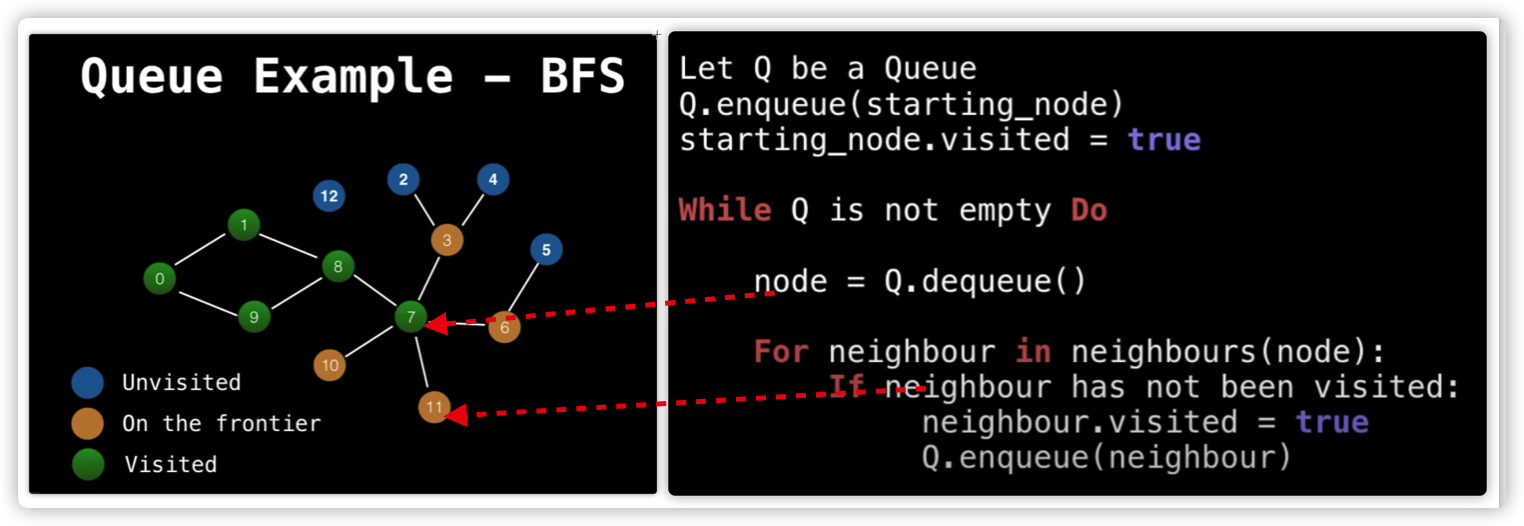 Queue Example – BFS
12
2
4
1
3
5
8
0
9
7
6
10
11
Unvisited
On the frontier
Visited
Let Q be a Queue
Q.enqueue(starting_node)
starting_node.visited = true
While Q is not empty Do
node = Q.dequeue()
For neighbour in neighbours(node):
If neighbour has not been visited:
neighbour.visited = true
Q.enqueue(neighbour)